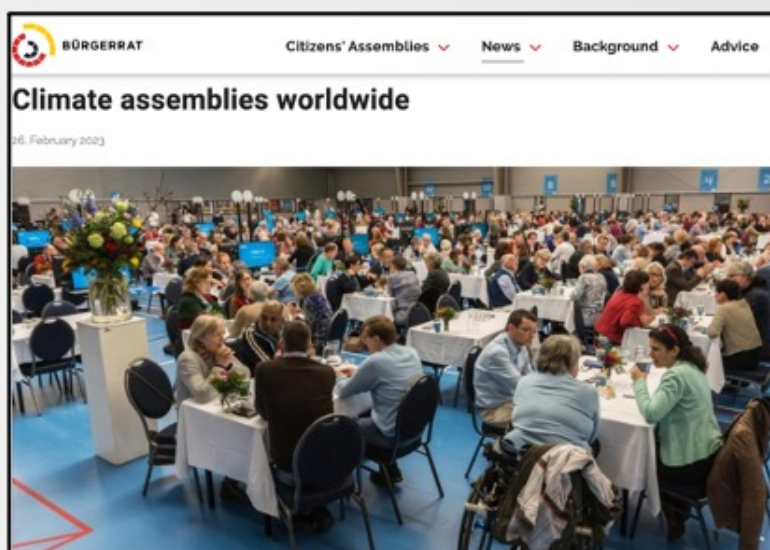 BÜRGERRAT
Citizens' Assemblies News Background Advice
Climate assemblies worldwide
26. February 2023